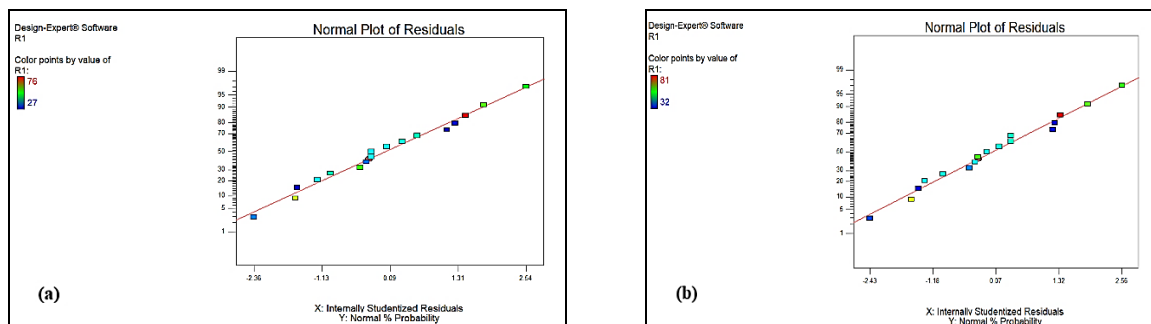 Design-Expert® Software
R1
Color points by value of
R1:
76
27
Normal Plot of Residuals
99
95
90
80
70
50
30
20
10
5
1
-2.36
-1.13
0.09
1.31
2.54
X: Internally Studentized Residuals
Y: Normal % Probability
(a)
Design-Expert® Software
R1
Color points by value of
R1:
81
32
Normal Plot of Residuals
99
95
90
80
70
50
30
20
10
5
1
-2.43
-1.18
0.07
1.32
2.56
X: Internally Studentized Residuals
Y: Normal % Probability
(b)